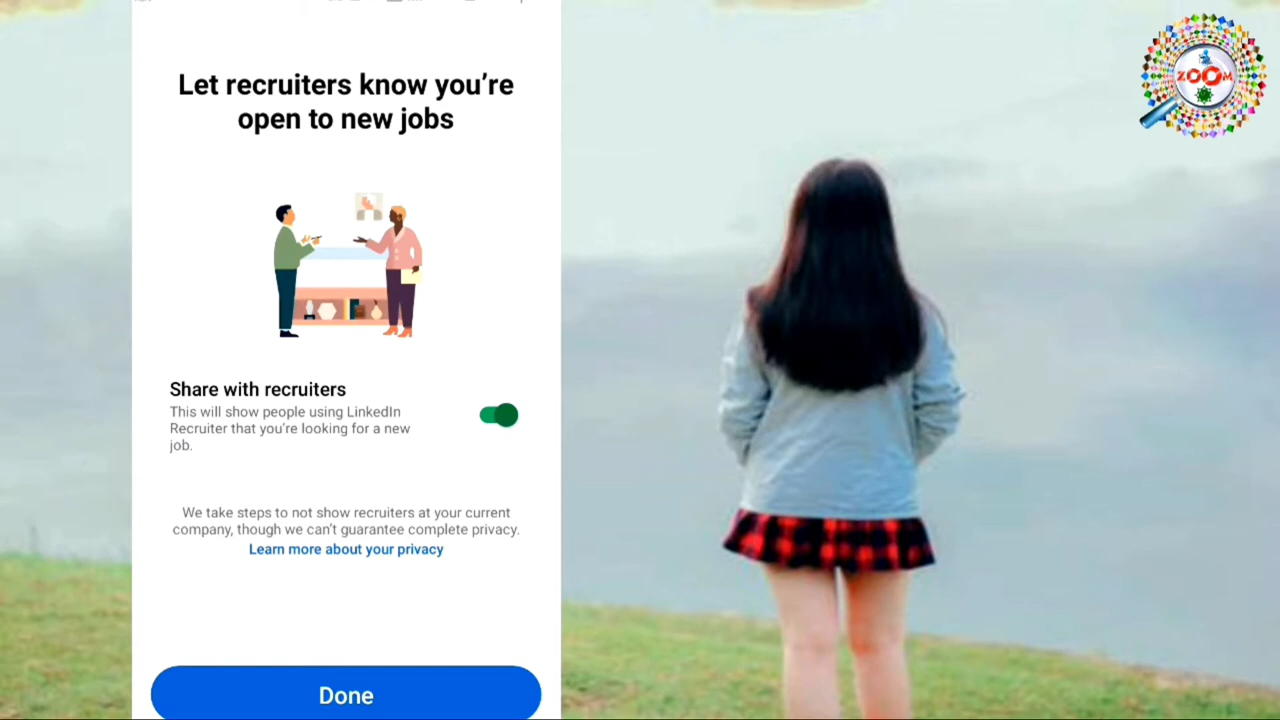 Let recruiters know you’re
open to new jobs
Share with recruiters
This will show people using LinkedIn
Recruiter that you’re looking for a new
job.
We take steps to not show recruiters at your current
company, though we can’t guarantee complete privacy.
Learn more about your privacy
Done
ZOOM